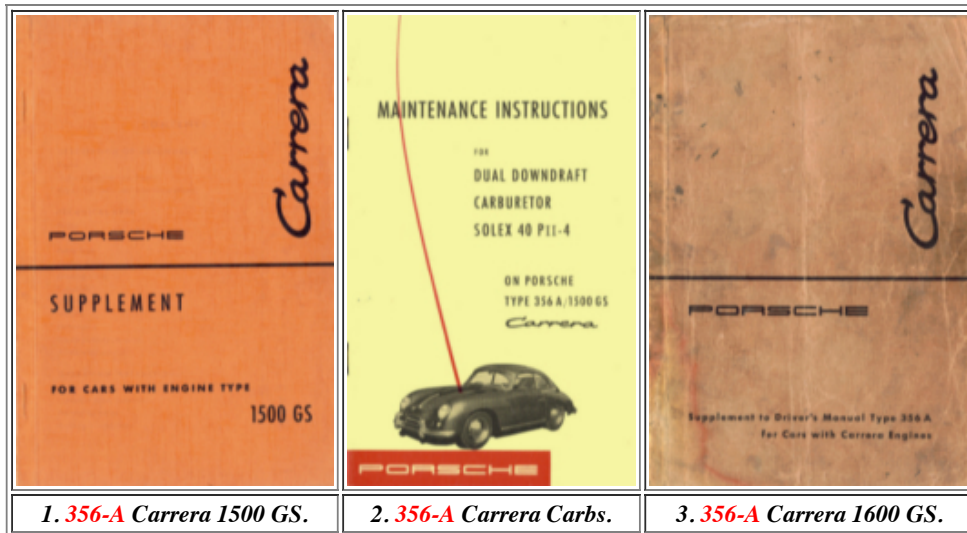 Carrera
PORSCHE
SUPPLEMENT
FOR CARS WITH ENGINE TYPE
1500 GS
MAINTENANCE INSTRUCTIONS
FOR
DUAL DOWNDRAFT
CARBURETOR
SOLEX 40 PII-4
ON PORSCHE
TYPE 356 A/1500 GS
Carrera
PORSCHE
Carrera
PORSCHE
Supplement to Driver's Manual Type 356 A
For Cars with Carrera Engines
1. 356-A Carrera 1500 GS.
2. 356-A Carrera Carbs.
3. 356-A Carrera 1600 GS.